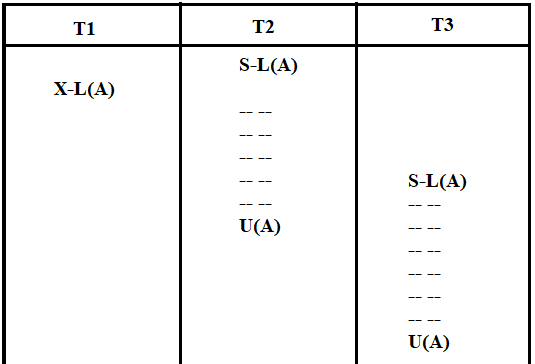 T1 T2 T3
S-L(A)
X-L(A)
-- --
-- --
-- --
-- -- S-L(A)
-- -- -- --
U(A) -- --
-- --
-- --
-- --
U(A)